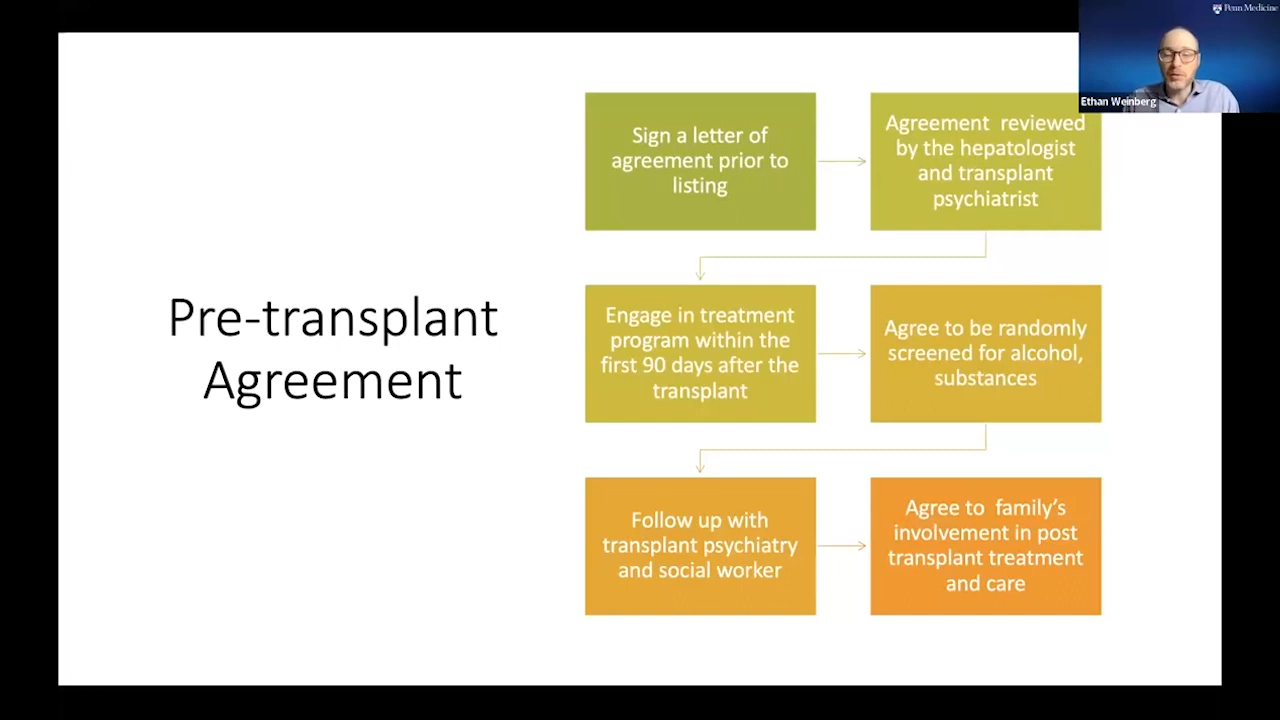 Penn Medicine
Ethan Weinberg
Pre-transplant
Agreement
Sign a letter of
agreement prior to
listing
Agreement reviewed
by the hepatologist
and transplant
psychiatrist
Engage in treatment
program within the
first 90 days after the
transplant
Agree to be randomly
screened for alcohol,
substances
Follow up with
transplant psychiatry
and social worker
Agree to family’s
involvement in post
transplant treatment
and care